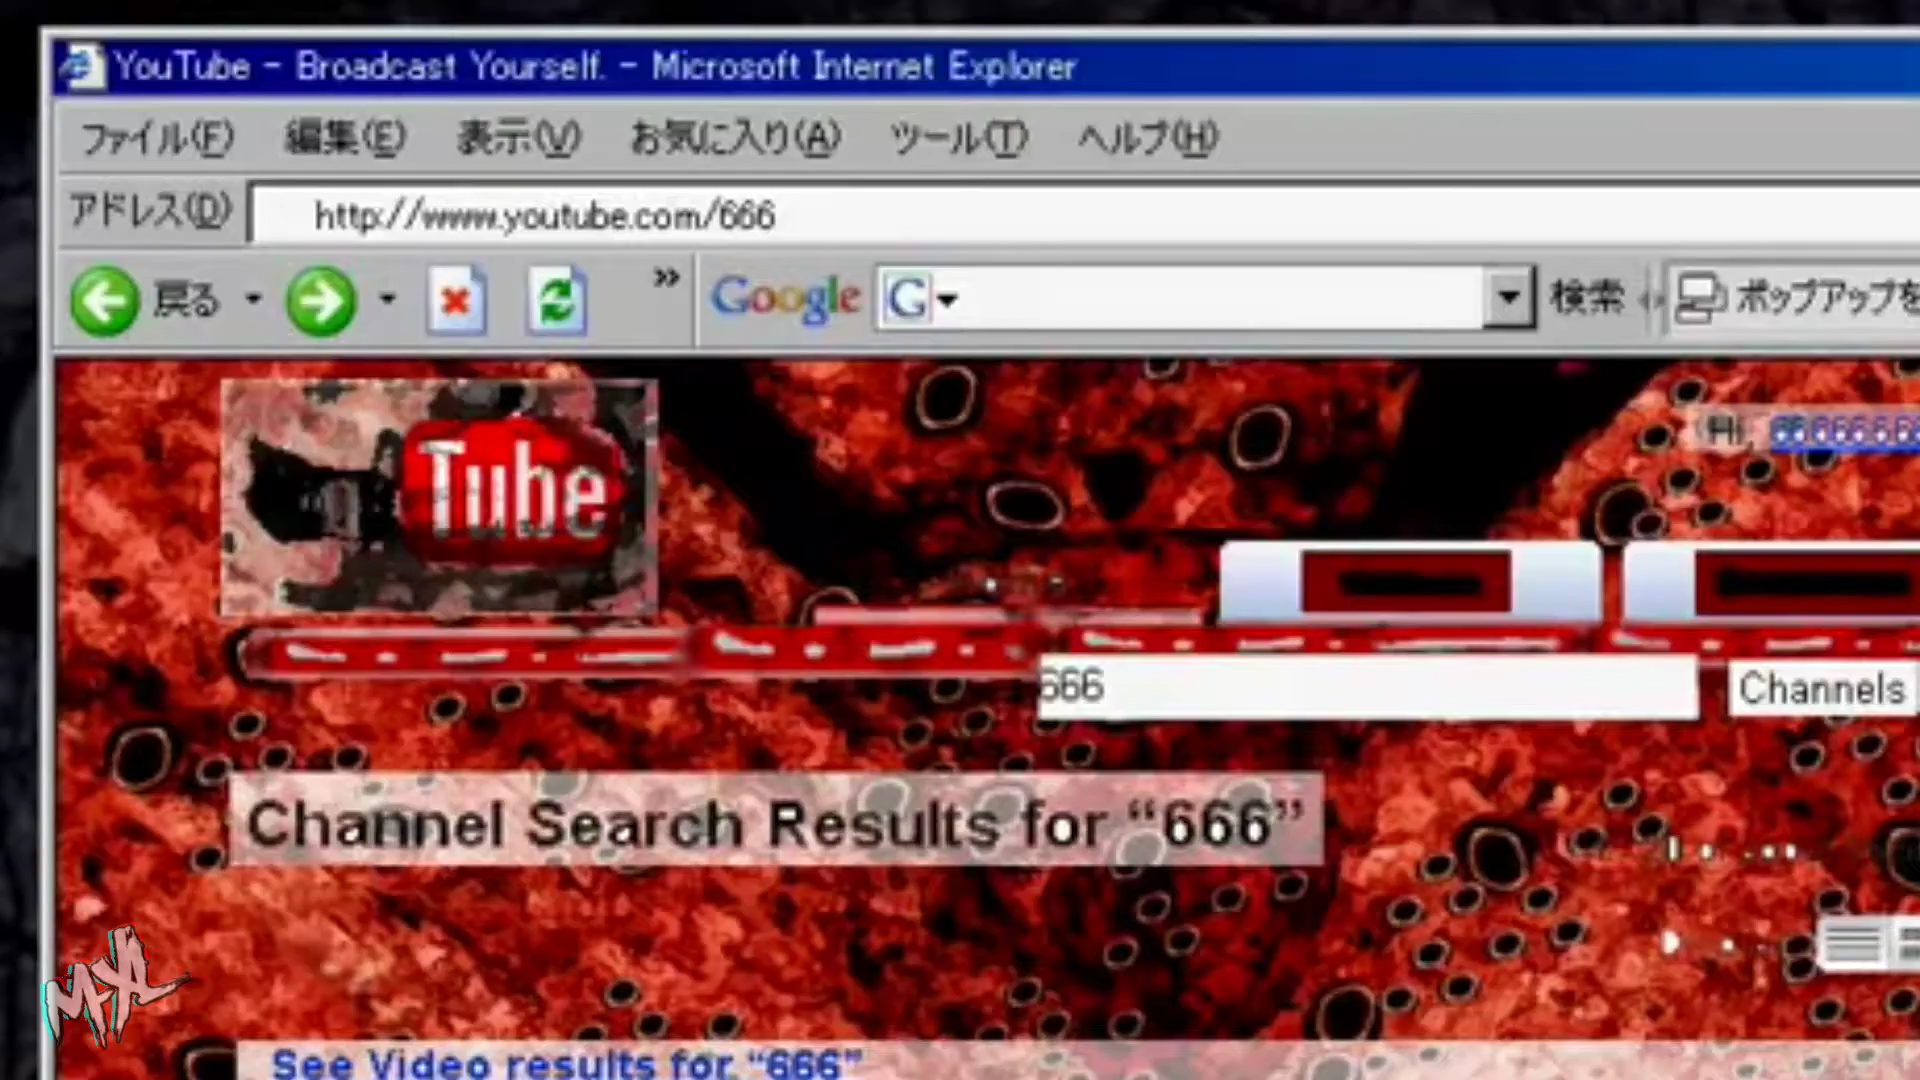 YouTube - Broadcast Yourself. - Microsoft Internet Explorer
ファイル(F) 編集(E) 表示(V) お気に入り(A) ツール(T) ヘルプ(H)
アドレス(D) http://www.youtube.com/666
戻る » Google G 検索 ポップアップを
Tube
Hi,
666
Channels
Channel Search Results for “666”
See Video results for “666”